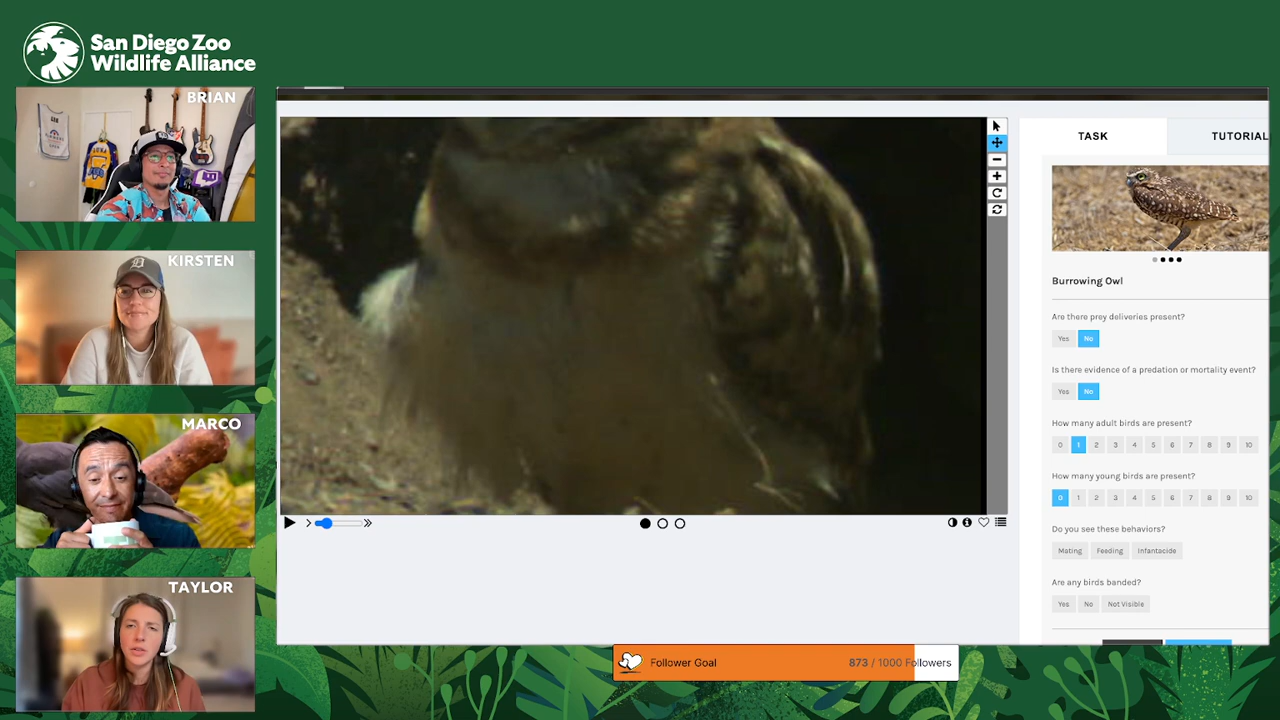 San Diego Zoo
Wildlife Alliance
BRIAN
KIRSTEN
MARCO
TAYLOR
TASK
TUTORIAL
Burrowing Owl
Are there prey deliveries present?
Yes No
Is there evidence of a predation or mortality event?
Yes No
How many adult birds are present?
0 1 2 3 4 5 6 7 8 9 10
How many young birds are present?
0 1 2 3 4 5 6 7 8 9 10
Do you see these behaviors?
Mating Feeding Infantacide
Are any birds banded?
Yes No Not Visible
Follower Goal 873 / 1000 Followers